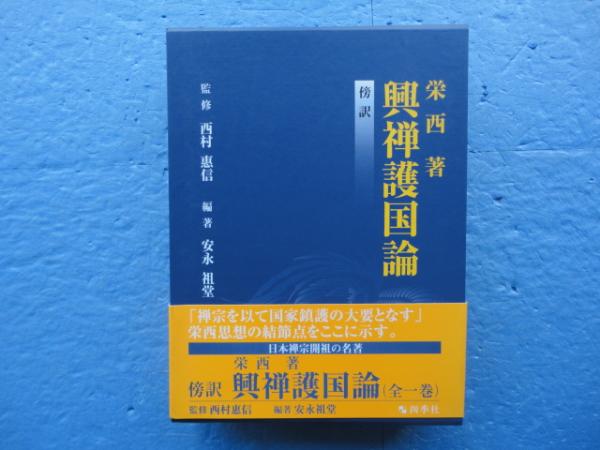 栄西 著
興禅護国論
傍訳
監修 西村 惠信
編著 安永 祖堂
「禅宗を以て国家鎮護の大要となす」
栄西思想の結節点をここに示す。
日本禅宗開祖の名著
栄西 著
傍訳 興禅護国論(全一巻)
監修 西村惠信 編著 安永祖堂
四季社